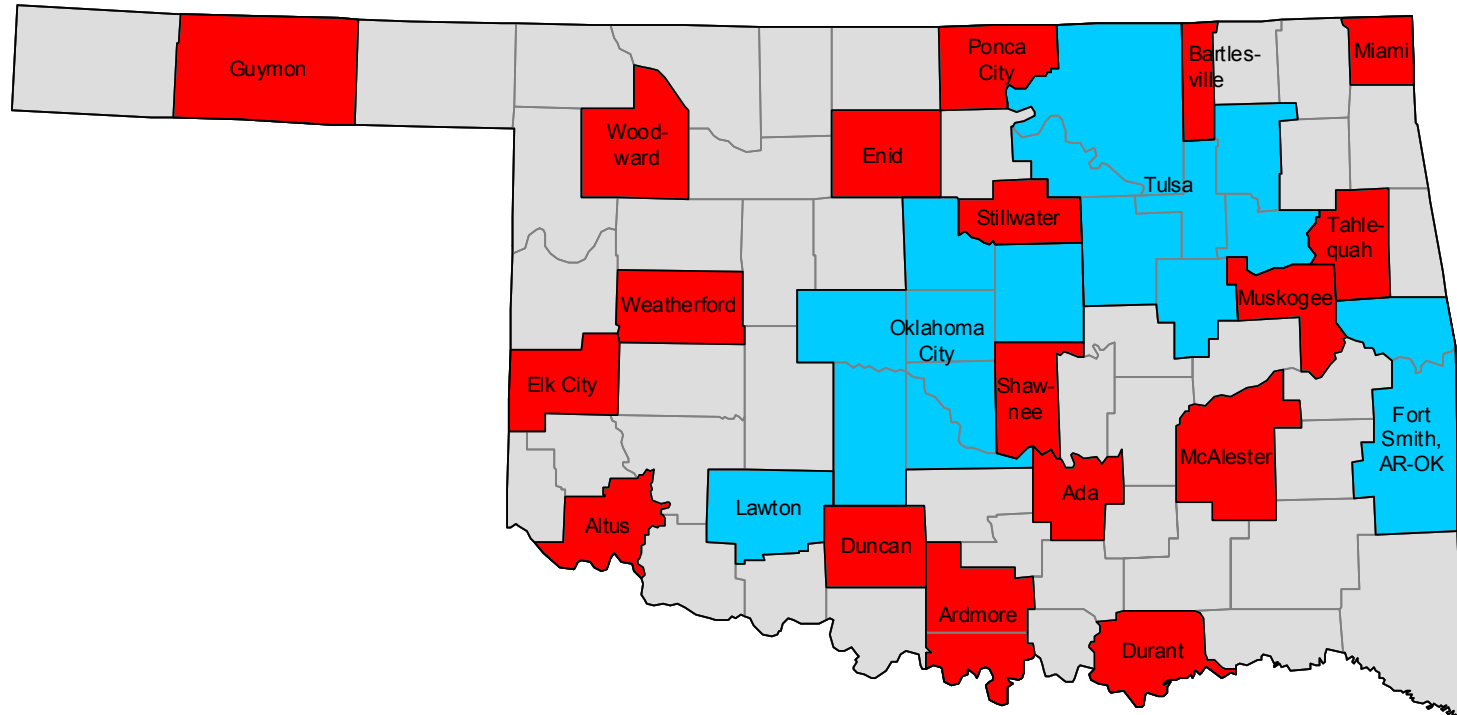 Guymon
Ponca
City
Bartles-
ville
Miami
Wood-
ward
Enid
Tulsa
Stillwater
Tahle-
quah
Weatherford
Muskogee
Oklahoma
City
Elk City
Shaw-
nee
Fort
Smith,
AR-OK
McAlester
Ada
Lawton
Altus
Duncan
Ardmore
Durant